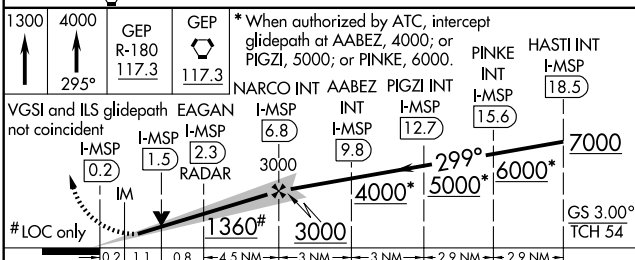 1300
4000
295°
GEP
R-180
117.3
GEP
117.3
* When authorized by ATC, intercept
glidepath at AABEZ, 4000; or
PIGZI, 5000; or PINKE, 6000.
VGSI and ILS glidepath
not coincident
I-MSP
0.2
I-MSP
1.5
EAGAN
I-MSP
2.3
RADAR
NARCO INT
I-MSP
6.8
3000
AABEZ
INT
I-MSP
9.8
PIGZI INT
I-MSP
12.7
PINKE
INT
I-MSP
15.6
HASTI INT
I-MSP
18.5
7000
299°
6000*
5000*
4000*
3000
1360#
IM
# LOC only
GS 3.00°
TCH 54
0.2 1.1 0.8 4.5 NM 3 NM 3 NM 2.9 NM 2.9 NM